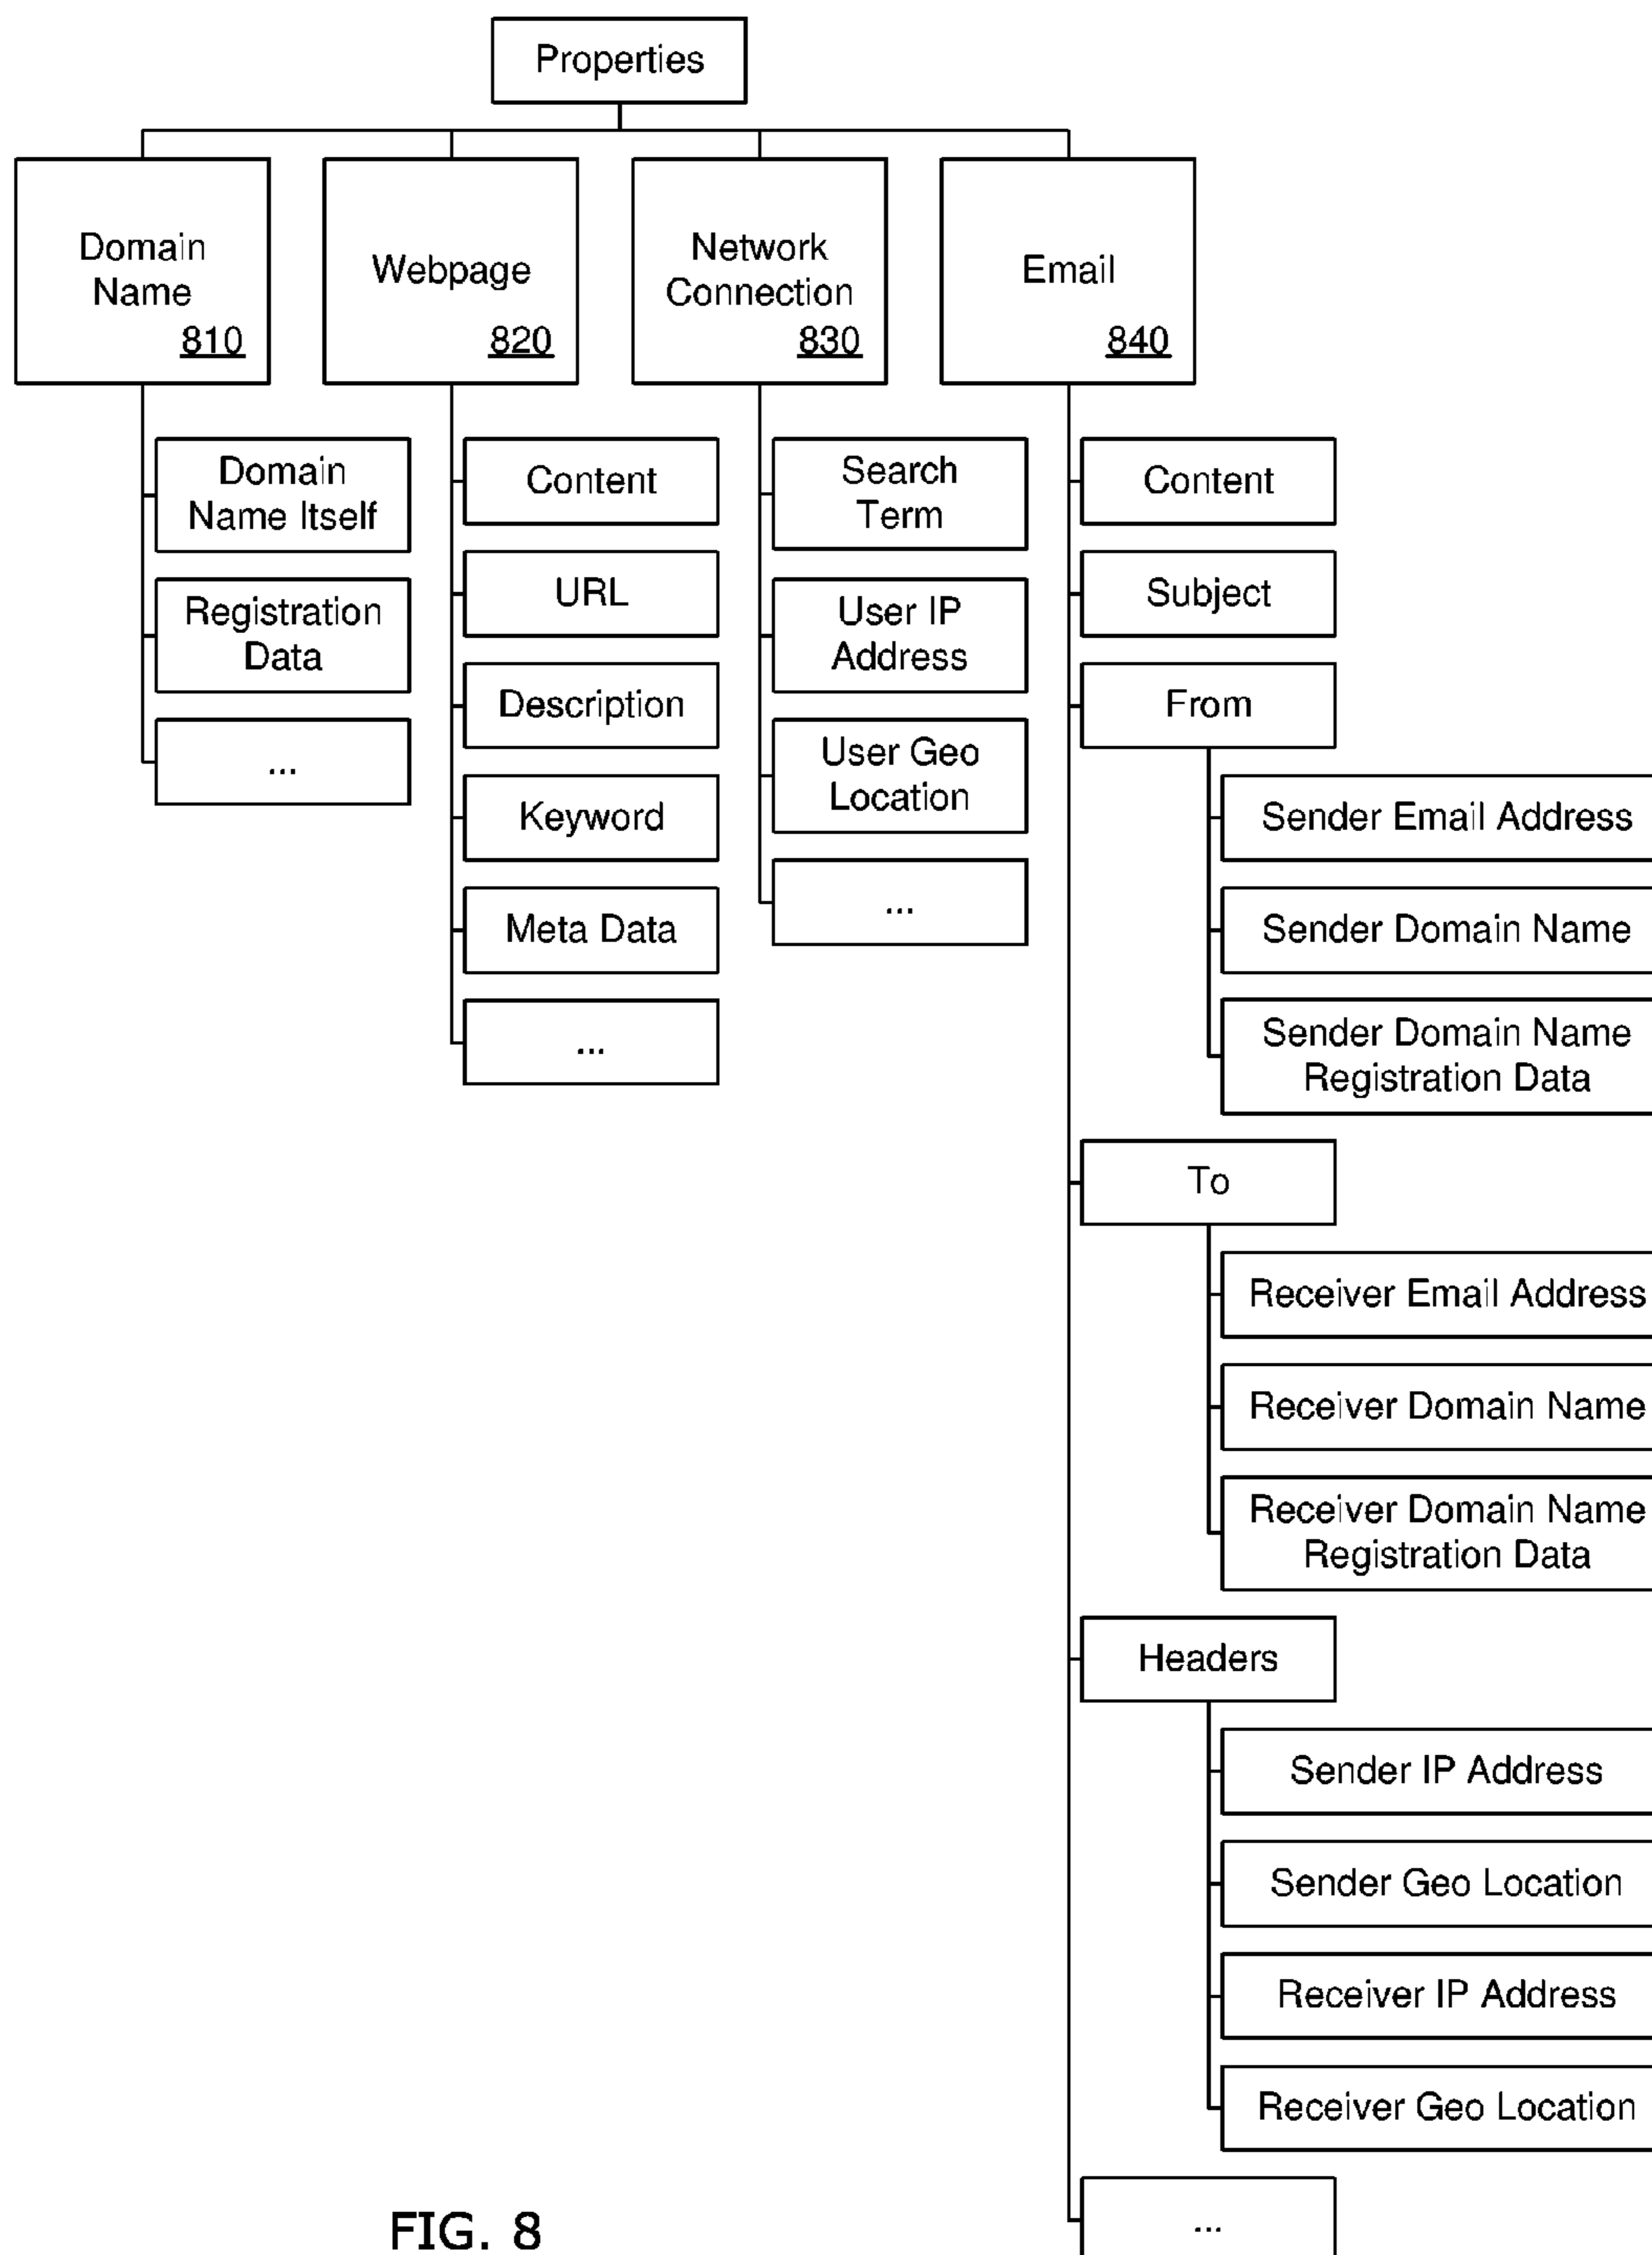 Properties
Domain
Name
810
Webpage
820
Network
Connection
830
Email
840
Domain
Name Itself
Registration
Data
...
Content
URL
Description
Keyword
Meta Data
...
Search
Term
User IP
Address
User Geo
Location
...
Content
Subject
From
Sender Email Address
Sender Domain Name
Sender Domain Name
Registration Data
To
Receiver Email Address
Receiver Domain Name
Receiver Domain Name
Registration Data
Headers
Sender IP Address
Sender Geo Location
Receiver IP Address
Receiver Geo Location
...
FIG. 8